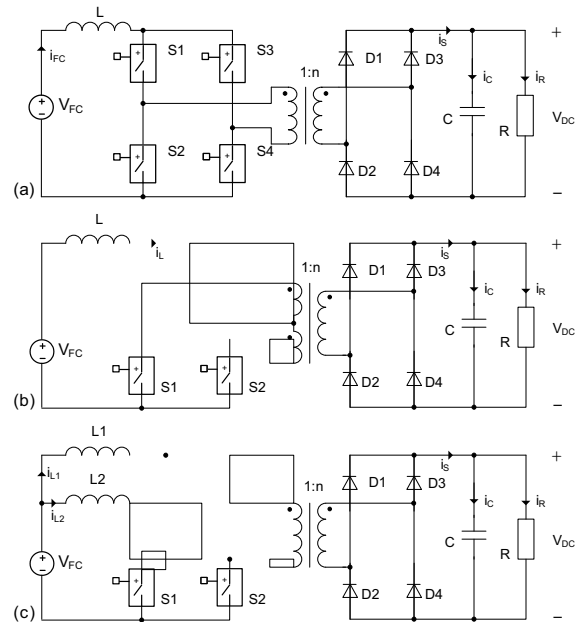 L
i_FC
S1
S3
1:n
D1
D3
i_S
i_C
i_R
+
V_FC
C
R
V_DC
S2
S4
D2
D4
−
(a)
L
i_L
1:n
D1
D3
i_S
i_C
i_R
+
V_FC
C
R
V_DC
S1
S2
D2
D4
−
(b)
L1
i_L1
L2
i_L2
1:n
D1
D3
i_S
i_C
i_R
+
V_FC
C
R
V_DC
S1
S2
D2
D4
−
(c)